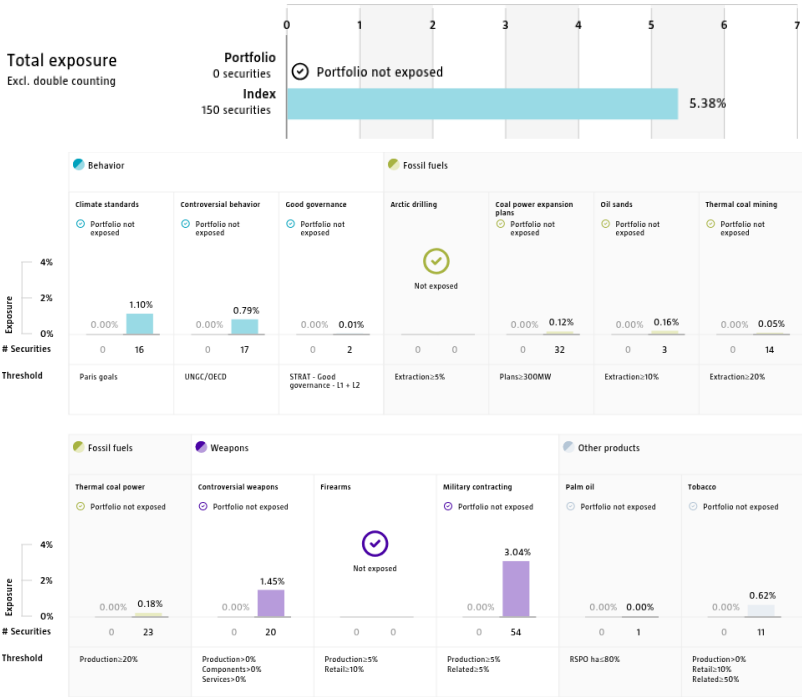 0 1 2 3 4 5 6 7
Total exposure
Excl. double counting
Portfolio
0 securities
Portfolio not exposed
Index
150 securities
5.38%
Behavior
Fossil fuels
Climate standards
Controversial behavior
Good governance
Arctic drilling
Coal power expansion
plans
Oil sands
Thermal coal mining
Portfolio not
exposed
Portfolio not
exposed
Portfolio not
exposed
Not exposed
Portfolio not
exposed
Portfolio not
exposed
Portfolio not
exposed
Exposure
4%
2%
0%
0.00% 1.10%
0.00% 0.79%
0.00% 0.01%
0.00% 0.12%
0.00% 0.16%
0.00% 0.05%
# Securities 0 16 0 17 0 2 0 0 0 32 0 3 0 14
Threshold
Paris goals
UNGC/OECD
STRAT - Good
governance - L1 + L2
Extraction≥5%
Plans≥300MW
Extraction≥10%
Extraction≥20%
Fossil fuels
Weapons
Other products
Thermal coal power
Controversial weapons
Firearms
Military contracting
Palm oil
Tobacco
Portfolio not exposed
Portfolio not exposed
Not exposed
Portfolio not exposed
Portfolio not exposed
Portfolio not exposed
Exposure
4%
2%
0%
0.00% 0.18%
0.00% 1.45%
0.00% 3.04%
0.00% 0.00%
0.00% 0.62%
# Securities 0 23 0 20 0 0 0 54 0 1 0 11
Threshold
Production≥20%
Production>0%
Components>0%
Services>0%
Production≥5%
Retail≥10%
Production≥5%
Related≥5%
RSPO ha≤80%
Production>0%
Retail≥10%
Related≥50%